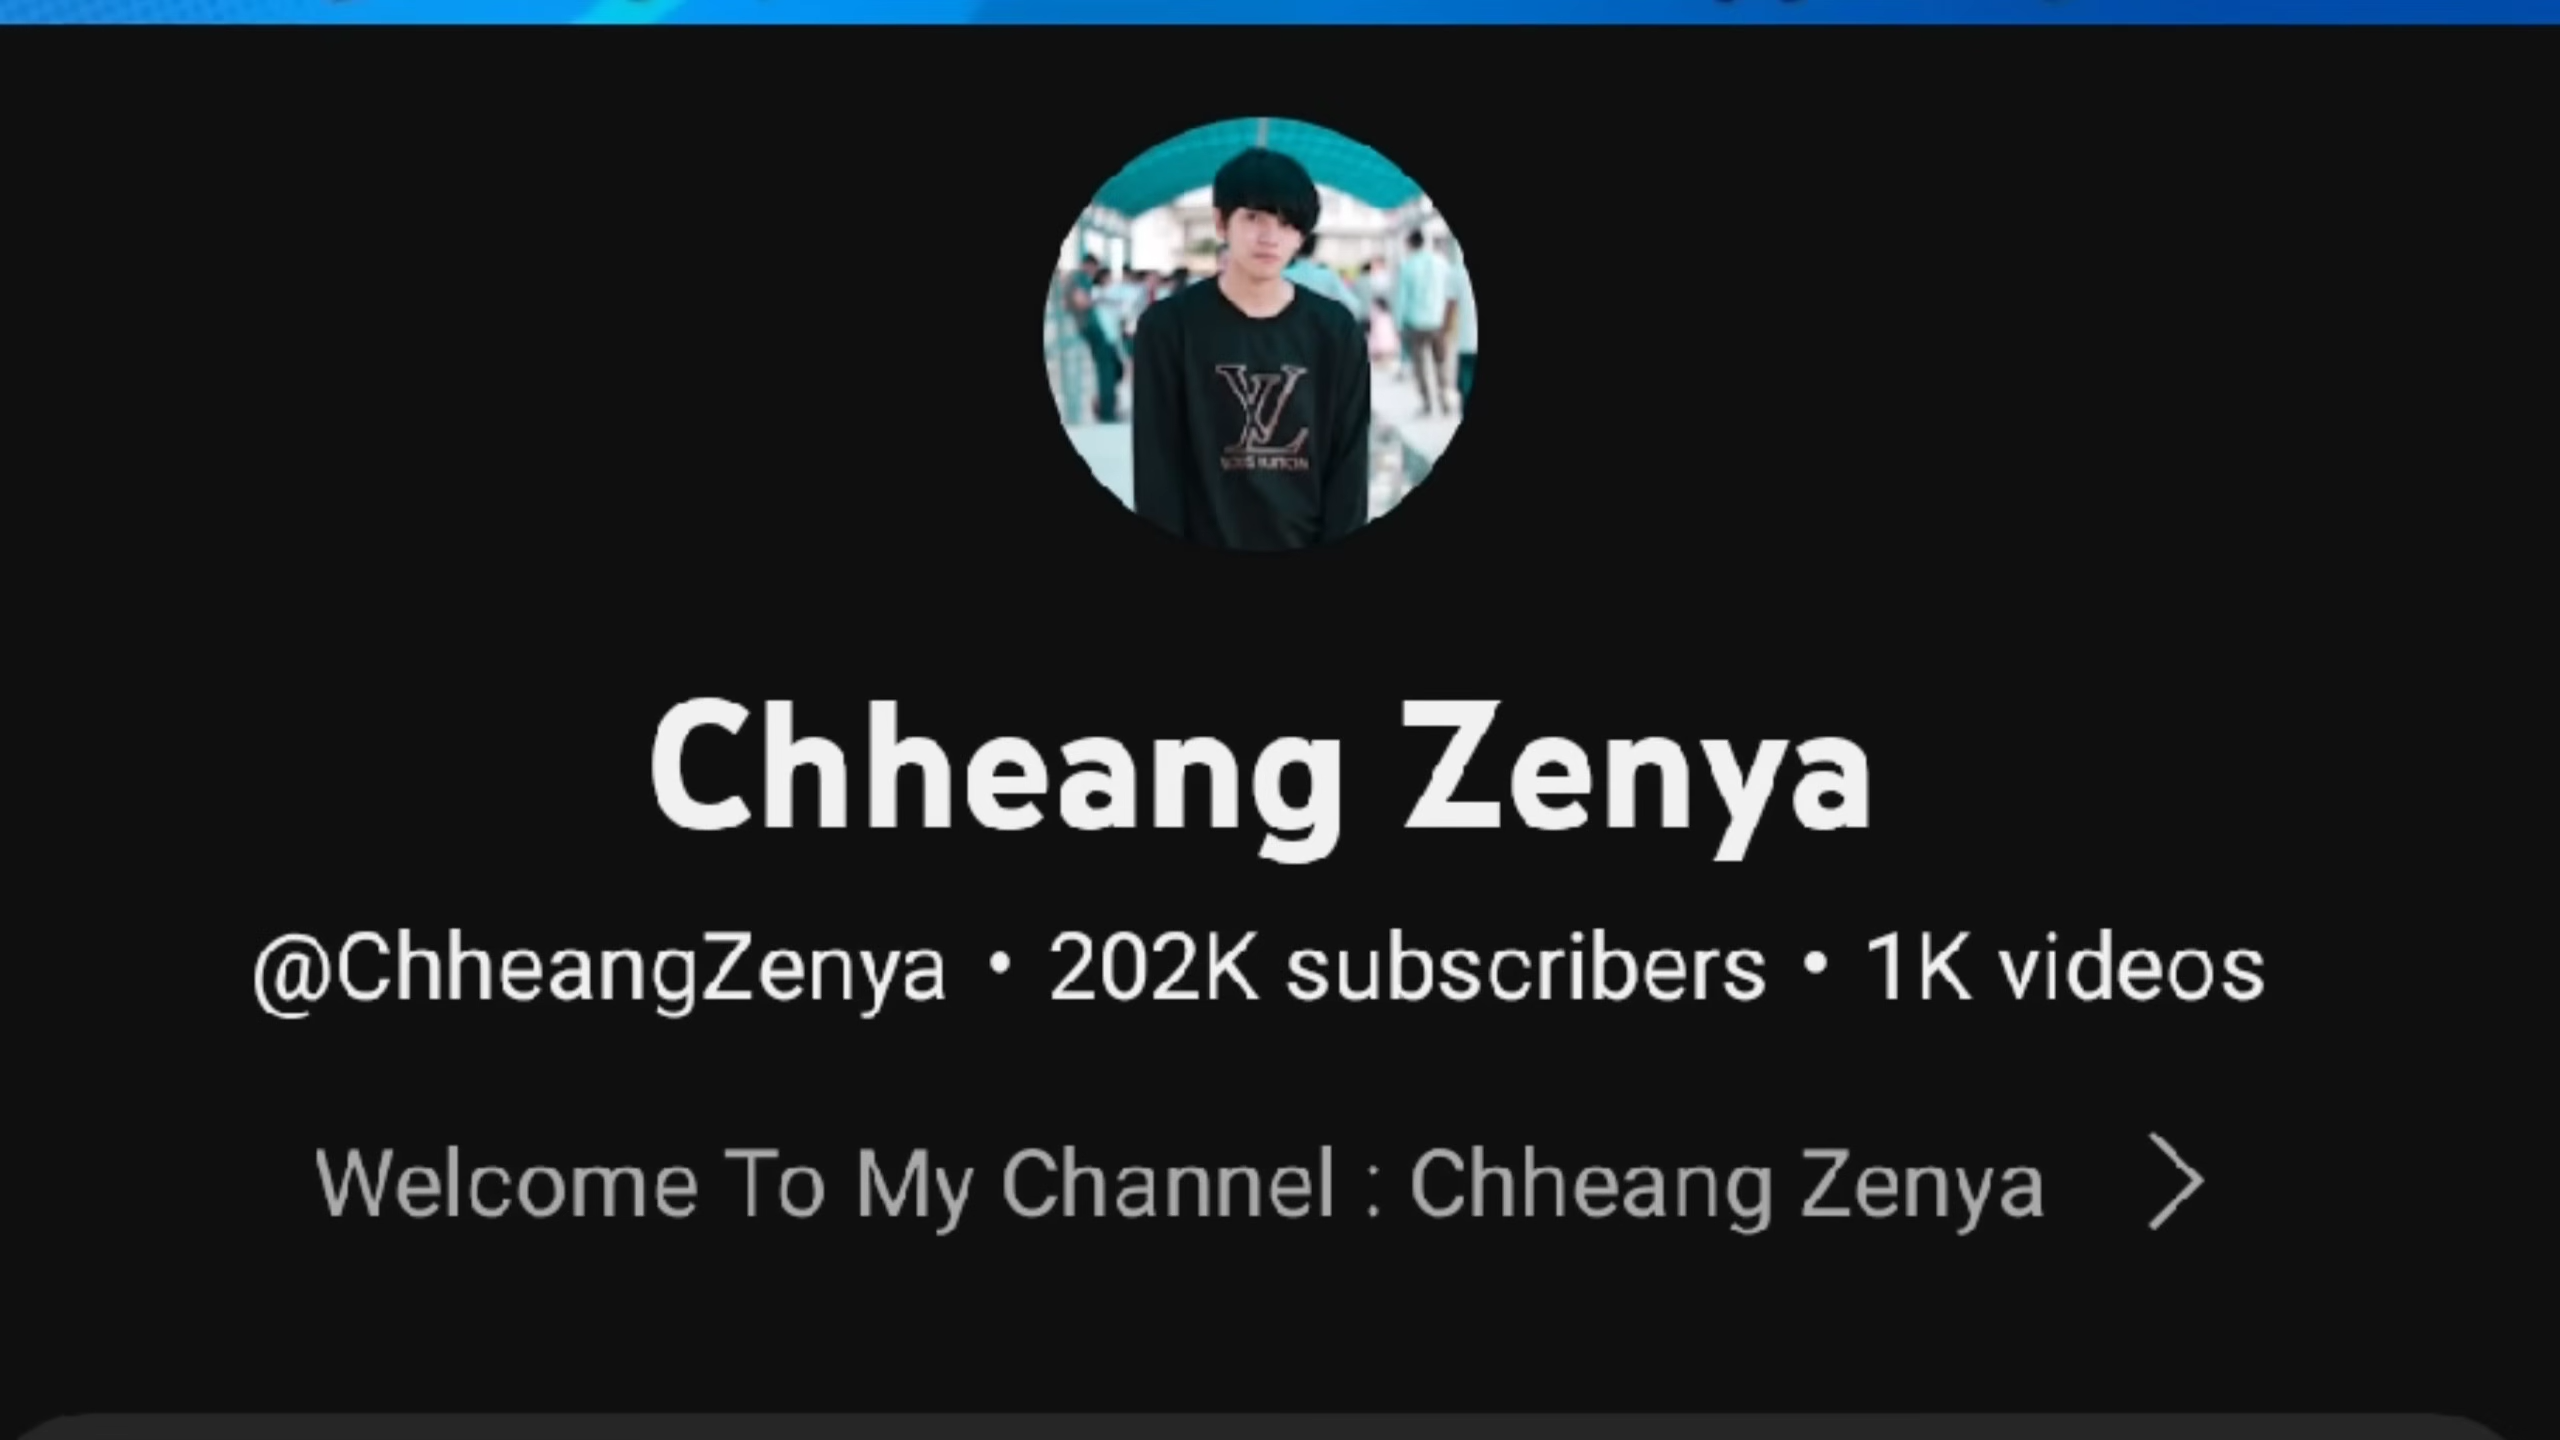 Chheang Zenya
@ChheangZenya • 202K subscribers • 1K videos
Welcome To My Channel : Chheang Zenya